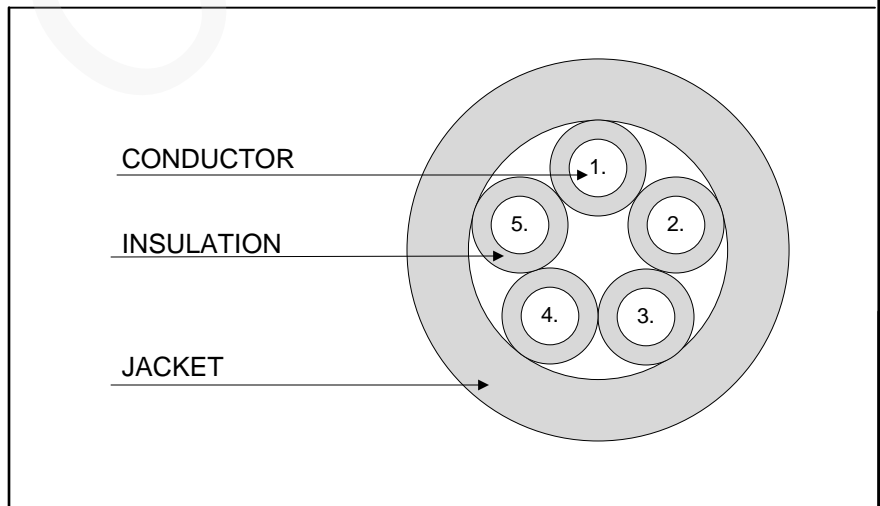 CONDUCTOR
1.
5.
2.
INSULATION
4.
3.
JACKET